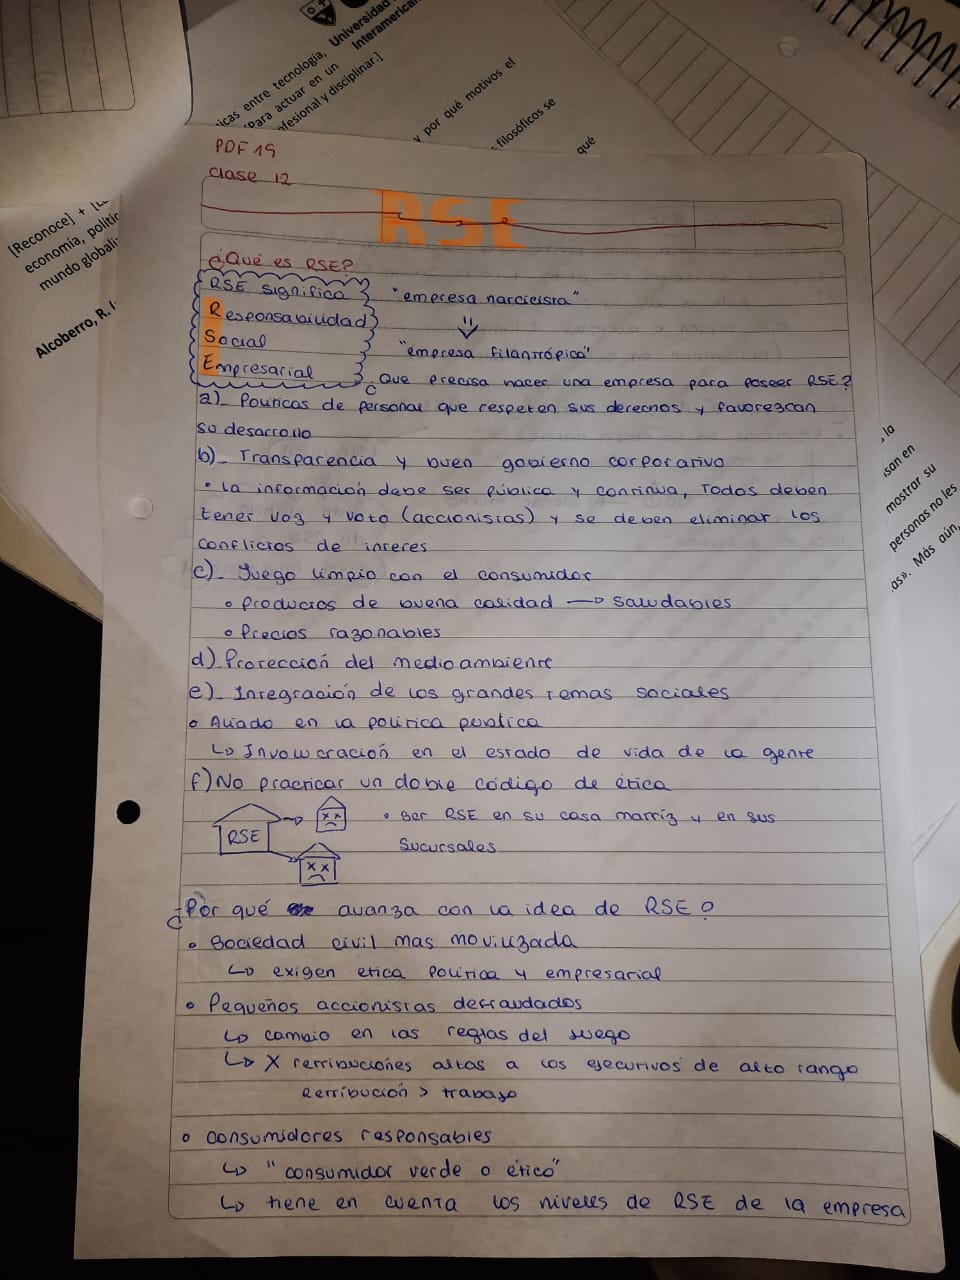 Universidad
Interamerican
icas entre tecnología,
Para actuar en un
ofesional y disciplinar.]
y por qué motivos el
filosóficos se
qué
[Reconoce] +
economía, polític
mundo globali
Alcoberro, R.
PDF 19
clase 12
RSE
¿Qué es RSE?
RSE significa
Responsabilidad
Social
Empresarial
"empresa narcicista"
"empresa filantrópica"
¿Que precisa hacer una empresa para poseer RSE?
a)_ Políticas de personal que respeten sus derechos y favorezcan
su desarrollo
b)_ Transparencia y buen gobierno corporativo
• la información debe ser pública y continua, Todos deben
tener voz y voto (accionistas) y se deben eliminar los
conflictos de interes
c)_ Juego limpio con el consumidor
• Productos de buena calidad → saludables
• Precios razonables
d)_ Protección del medioambiente
e)_ Integración de los grandes temas sociales
• Aliado en la política publica
↳ Involucración en el estado de vida de la gente
f) No practicar un doble código de ética
RSE
• Ser RSE en su casa matríz y en sus
Sucursales
¿Por qué avanza con la idea de RSE?
• Sociedad civil mas movilizada
↳ exigen etica política y empresarial
• Pequeños accionistas defraudados
↳ cambio en las reglas del juego
↳ X retribuciones altas a los ejecutivos de alto rango
Retribución > trabajo
• Consumidores responsables
↳ "consumidor verde o ético"
↳ tiene en cuenta los niveles de RSE de la empresa
la
san en
mostrar su
personas no les
as». Más aún,